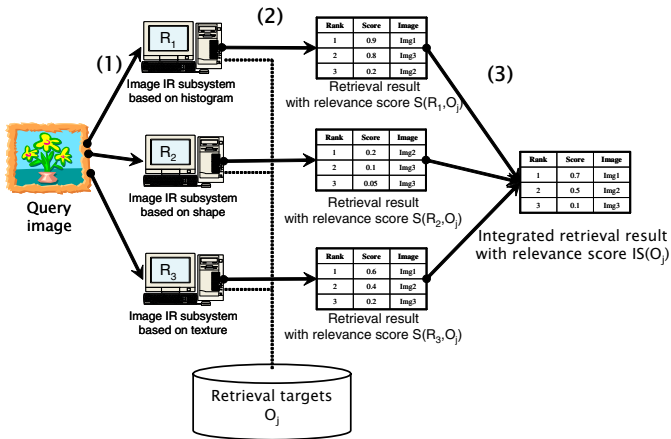 (1)
(2)
(3)
R1
Image IR subsystem
based on histogram
Rank Score Image
1 0.9 Img1
2 0.8 Img3
3 0.2 Img2
Retrieval result
with relevance score S(R1,Oj)
Query
image
R2
Image IR subsystem
based on shape
Rank Score Image
1 0.2 Img2
2 0.1 Img3
3 0.05 Img3
Retrieval result
with relevance score S(R2,Oj)
Rank Score Image
1 0.7 Img1
2 0.5 Img2
3 0.1 Img3
Integrated retrieval result
with relevance score IS(Oj)
R3
Image IR subsystem
based on texture
Rank Score Image
1 0.6 Img1
2 0.4 Img2
3 0.2 Img3
Retrieval result
with relevance score S(R3,Oj)
Retrieval targets
Oj